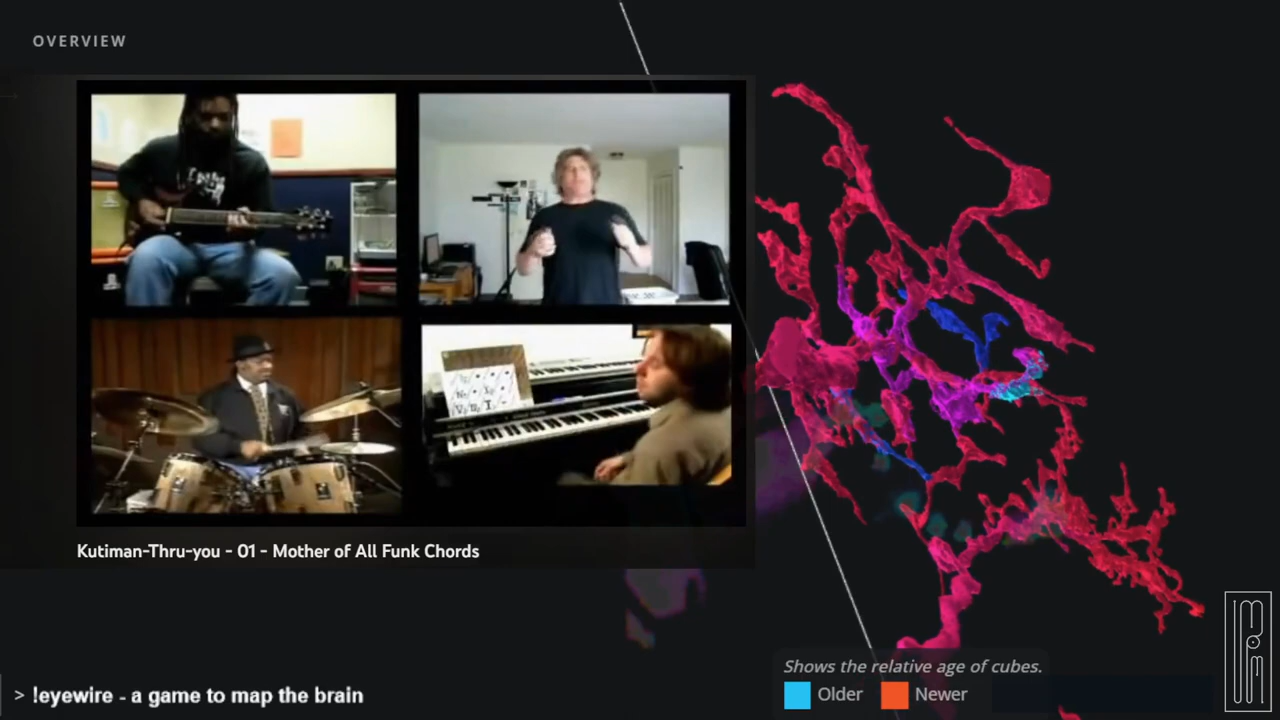 OVERVIEW
Kutiman-Thru-you - 01 - Mother of All Funk Chords
> !eyewire - a game to map the brain
Shows the relative age of cubes.
Older
Newer